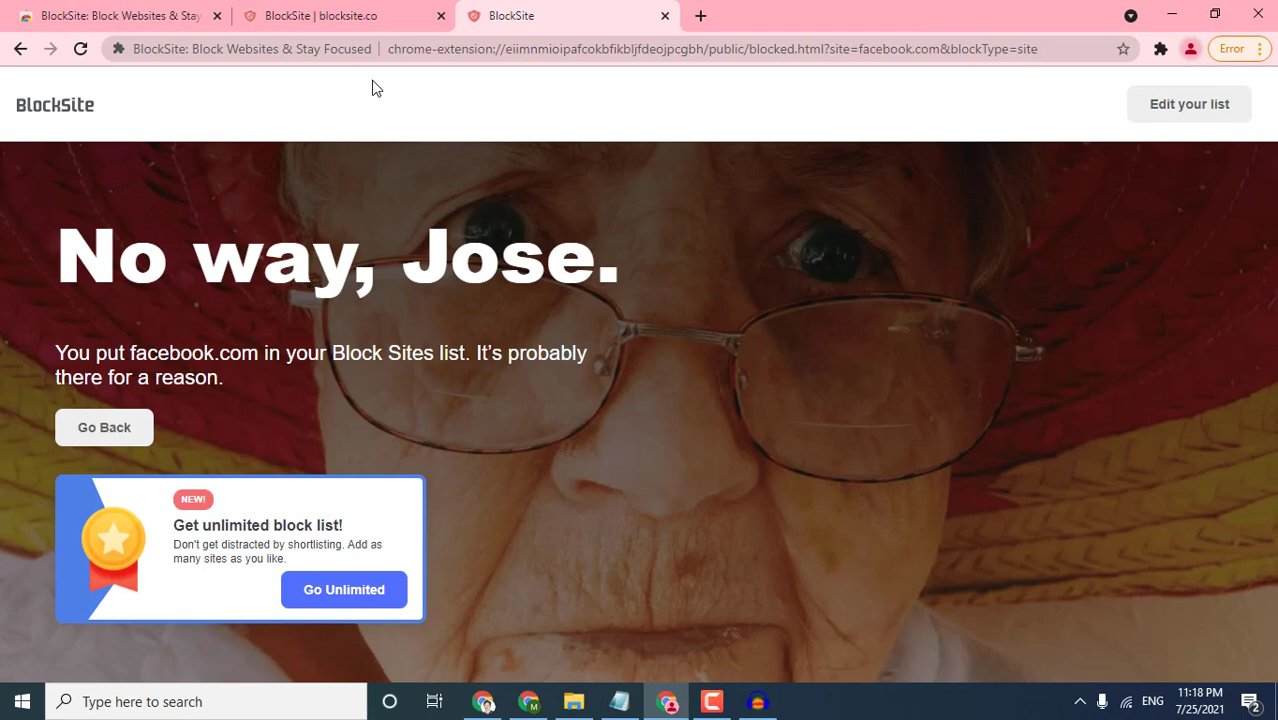 BlockSite: Block Websites & Stay
BlockSite | blocksite.co
BlockSite
BlockSite: Block Websites & Stay Focused
chrome-extension://eiimnmioipafcokbfikbljfdeojpcgbh/public/blocked.html?site=facebook.com&blockType=site
Error
BlockSite
Edit your list
No way, Jose.
You put facebook.com in your Block Sites list. It's probably
there for a reason.
Go Back
NEW!
Get unlimited block list!
Don't get distracted by shortlisting. Add as
many sites as you like.
Go Unlimited
Type here to search
M
ENG
11:18 PM
7/25/2021
2